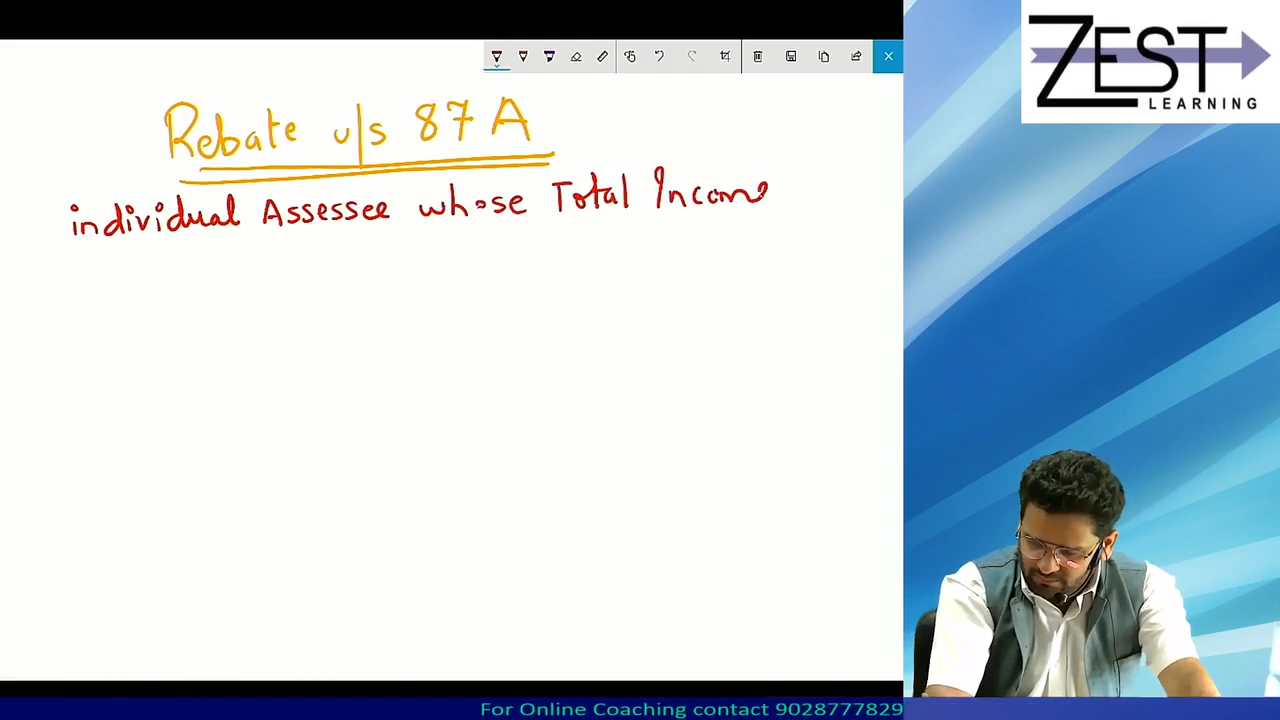 Rebate u/s 87 A
individual Assessee whose Total Income
ZEST
LEARNING
For Online Coaching contact 9028777829